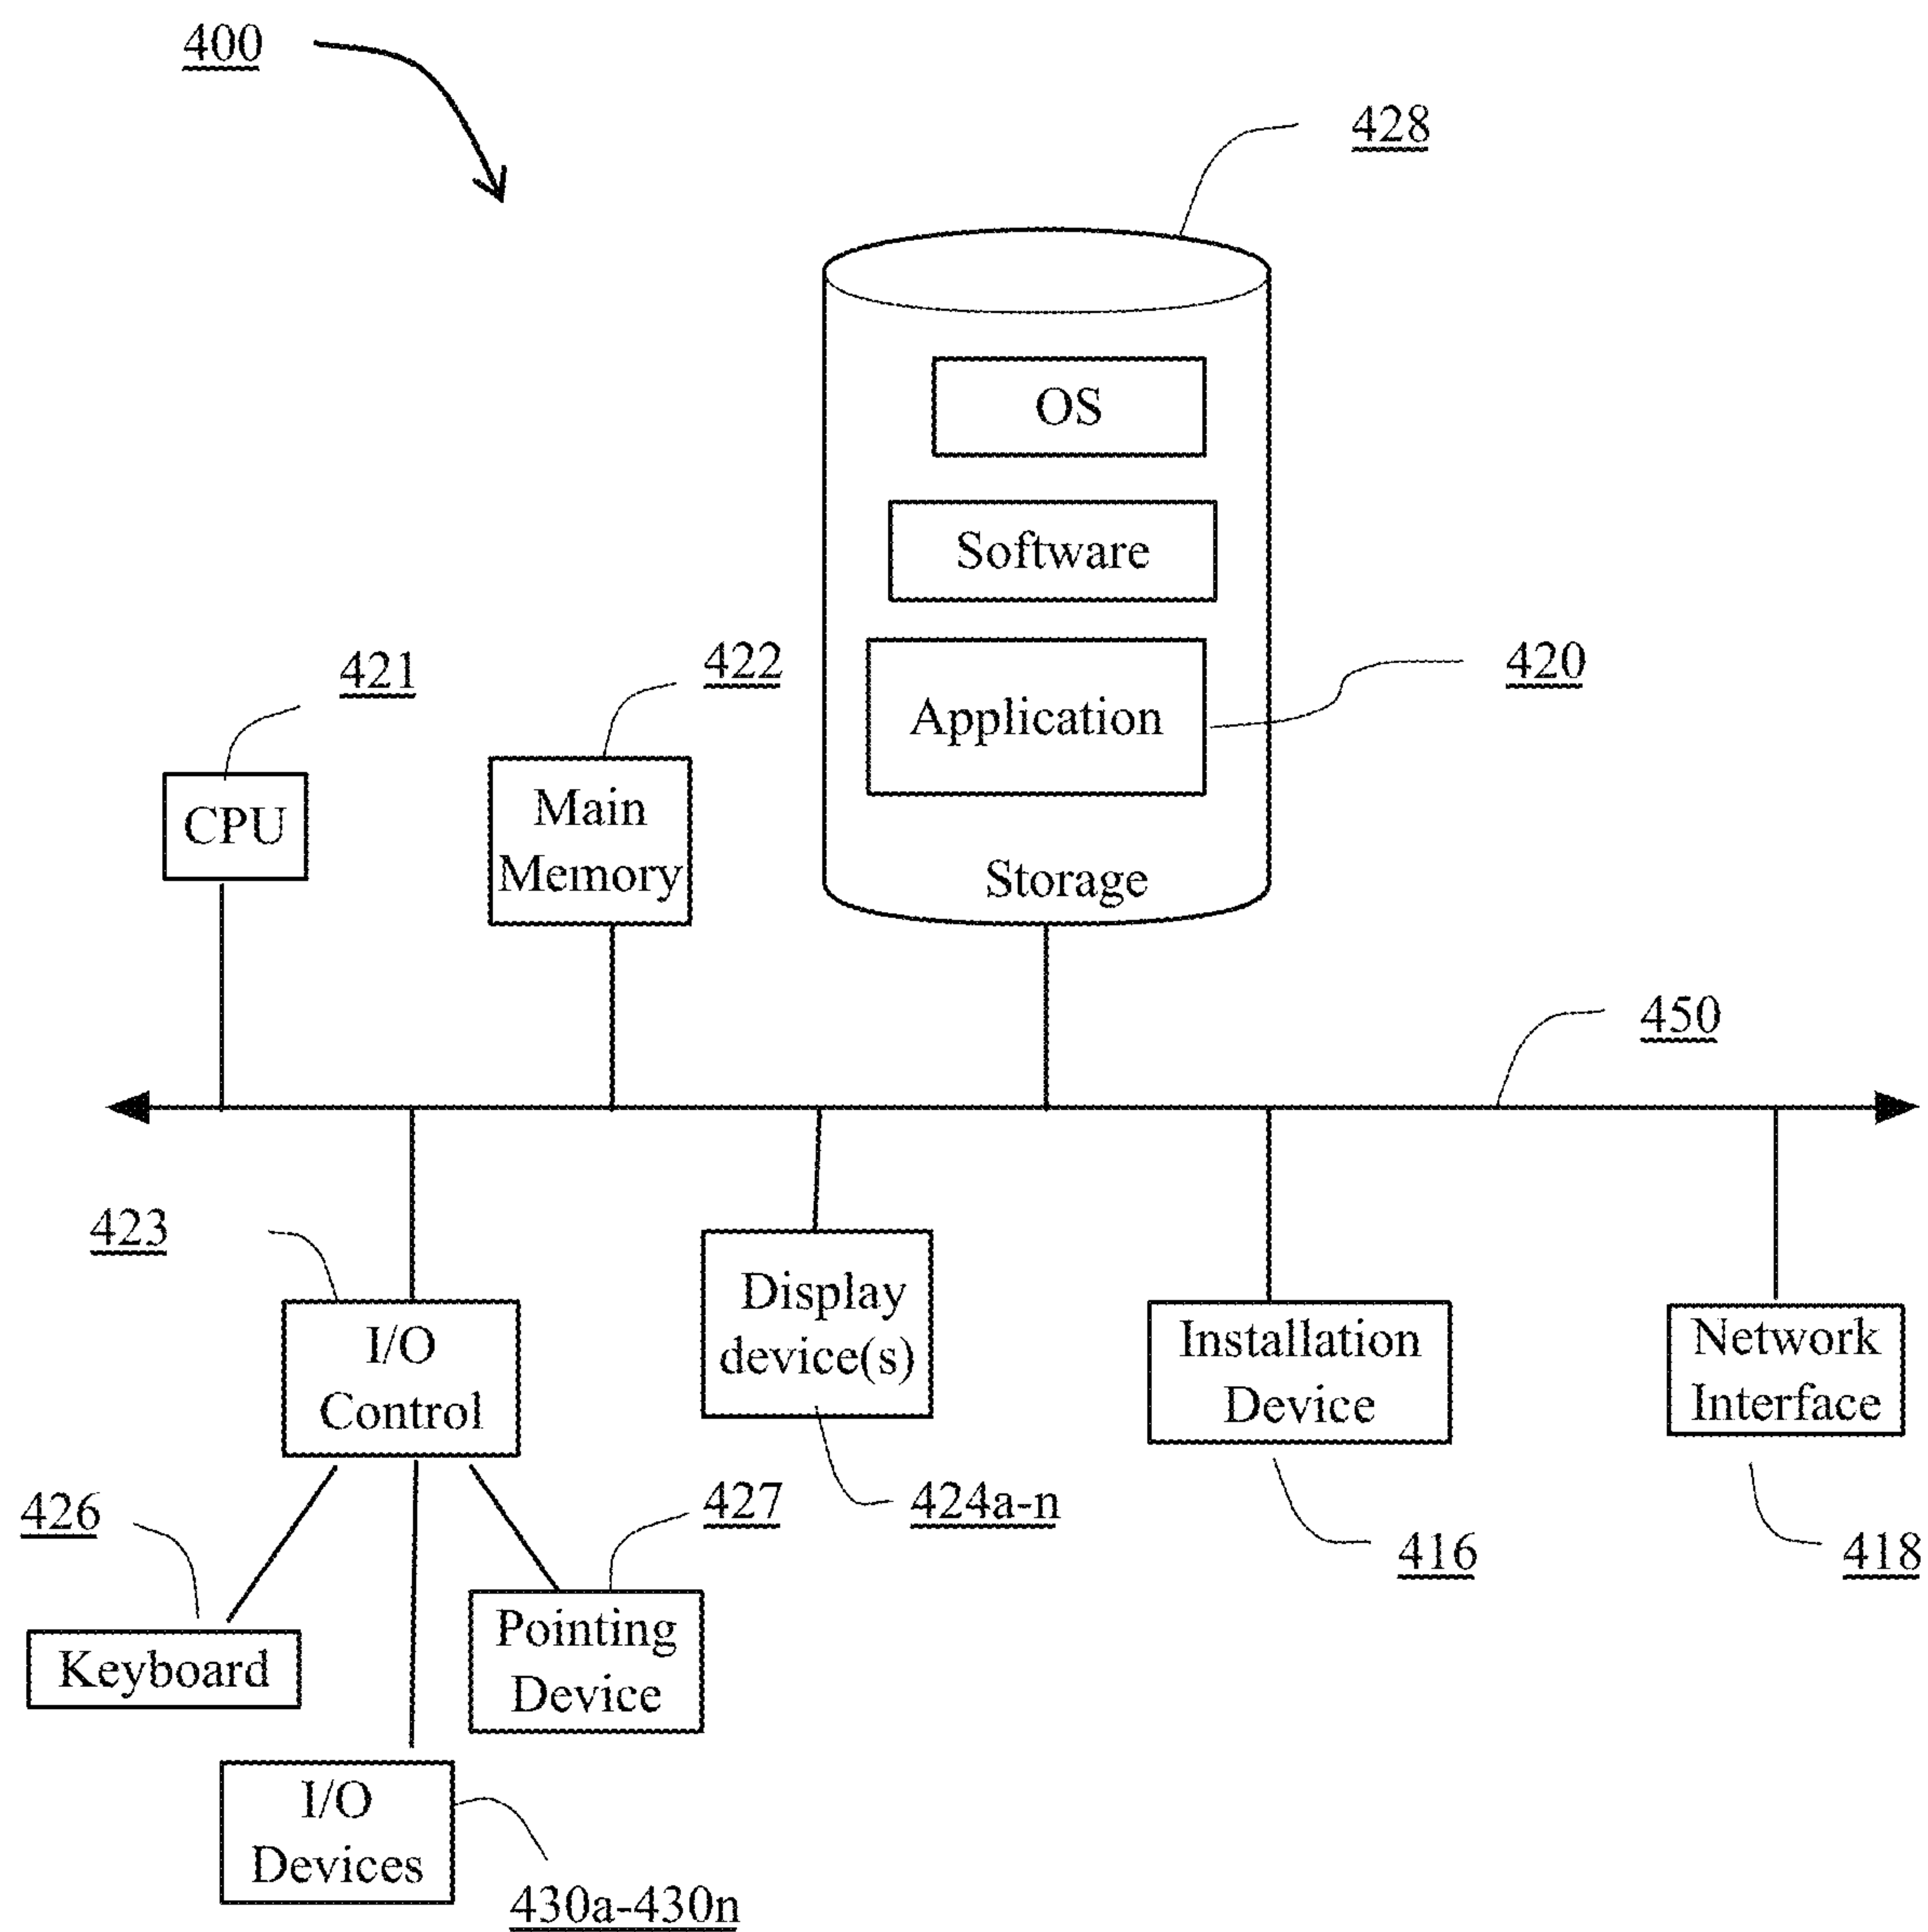 400
428
OS
Software
Application
420
Storage
421
CPU
422
Main
Memory
450
423
I/O
Control
Display
device(s)
424a-n
Installation
Device
416
Network
Interface
418
426
Keyboard
427
Pointing
Device
I/O
Devices
430a-430n